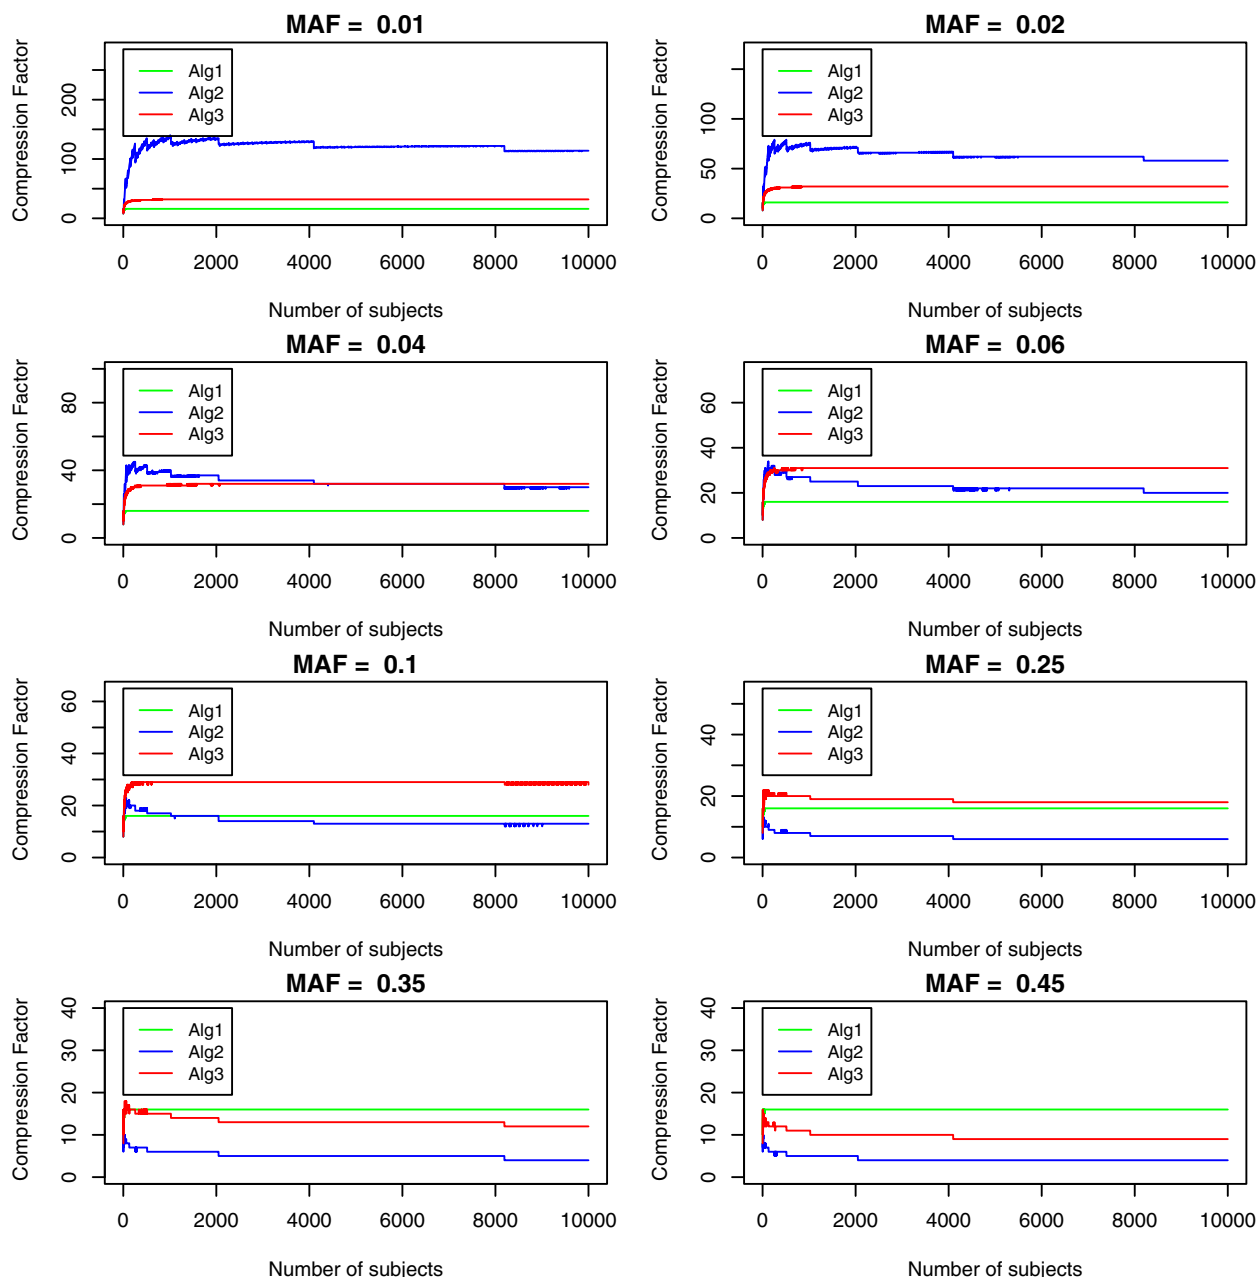 MAF = 0.01
Compression Factor
0 100 200
Alg1
Alg2
Alg3
0 2000 4000 6000 8000 10000
Number of subjects
MAF = 0.02
Compression Factor
0 50 100
Alg1
Alg2
Alg3
0 2000 4000 6000 8000 10000
Number of subjects
MAF = 0.04
Compression Factor
0 40 80
Alg1
Alg2
Alg3
0 2000 4000 6000 8000 10000
Number of subjects
MAF = 0.06
Compression Factor
0 20 40 60
Alg1
Alg2
Alg3
0 2000 4000 6000 8000 10000
Number of subjects
MAF = 0.1
Compression Factor
0 20 40 60
Alg1
Alg2
Alg3
0 2000 4000 6000 8000 10000
Number of subjects
MAF = 0.25
Compression Factor
0 20 40
Alg1
Alg2
Alg3
0 2000 4000 6000 8000 10000
Number of subjects
MAF = 0.35
Compression Factor
0 10 20 30 40
Alg1
Alg2
Alg3
0 2000 4000 6000 8000 10000
Number of subjects
MAF = 0.45
Compression Factor
0 10 20 30 40
Alg1
Alg2
Alg3
0 2000 4000 6000 8000 10000
Number of subjects